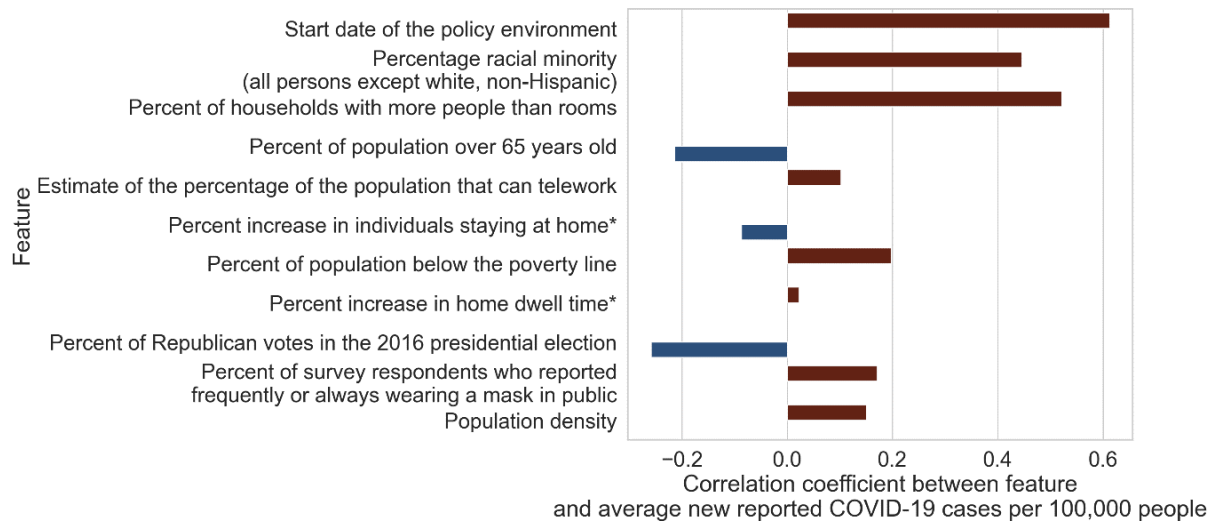 Start date of the policy environment
Percentage racial minority
(all persons except white, non-Hispanic)
Percent of households with more people than rooms
Percent of population over 65 years old
Estimate of the percentage of the population that can telework
Percent increase in individuals staying at home*
Percent of population below the poverty line
Percent increase in home dwell time*
Percent of Republican votes in the 2016 presidential election
Percent of survey respondents who reported
frequently or always wearing a mask in public
Population density
Feature
−0.2 0.0 0.2 0.4 0.6
Correlation coefficient between feature
and average new reported COVID-19 cases per 100,000 people